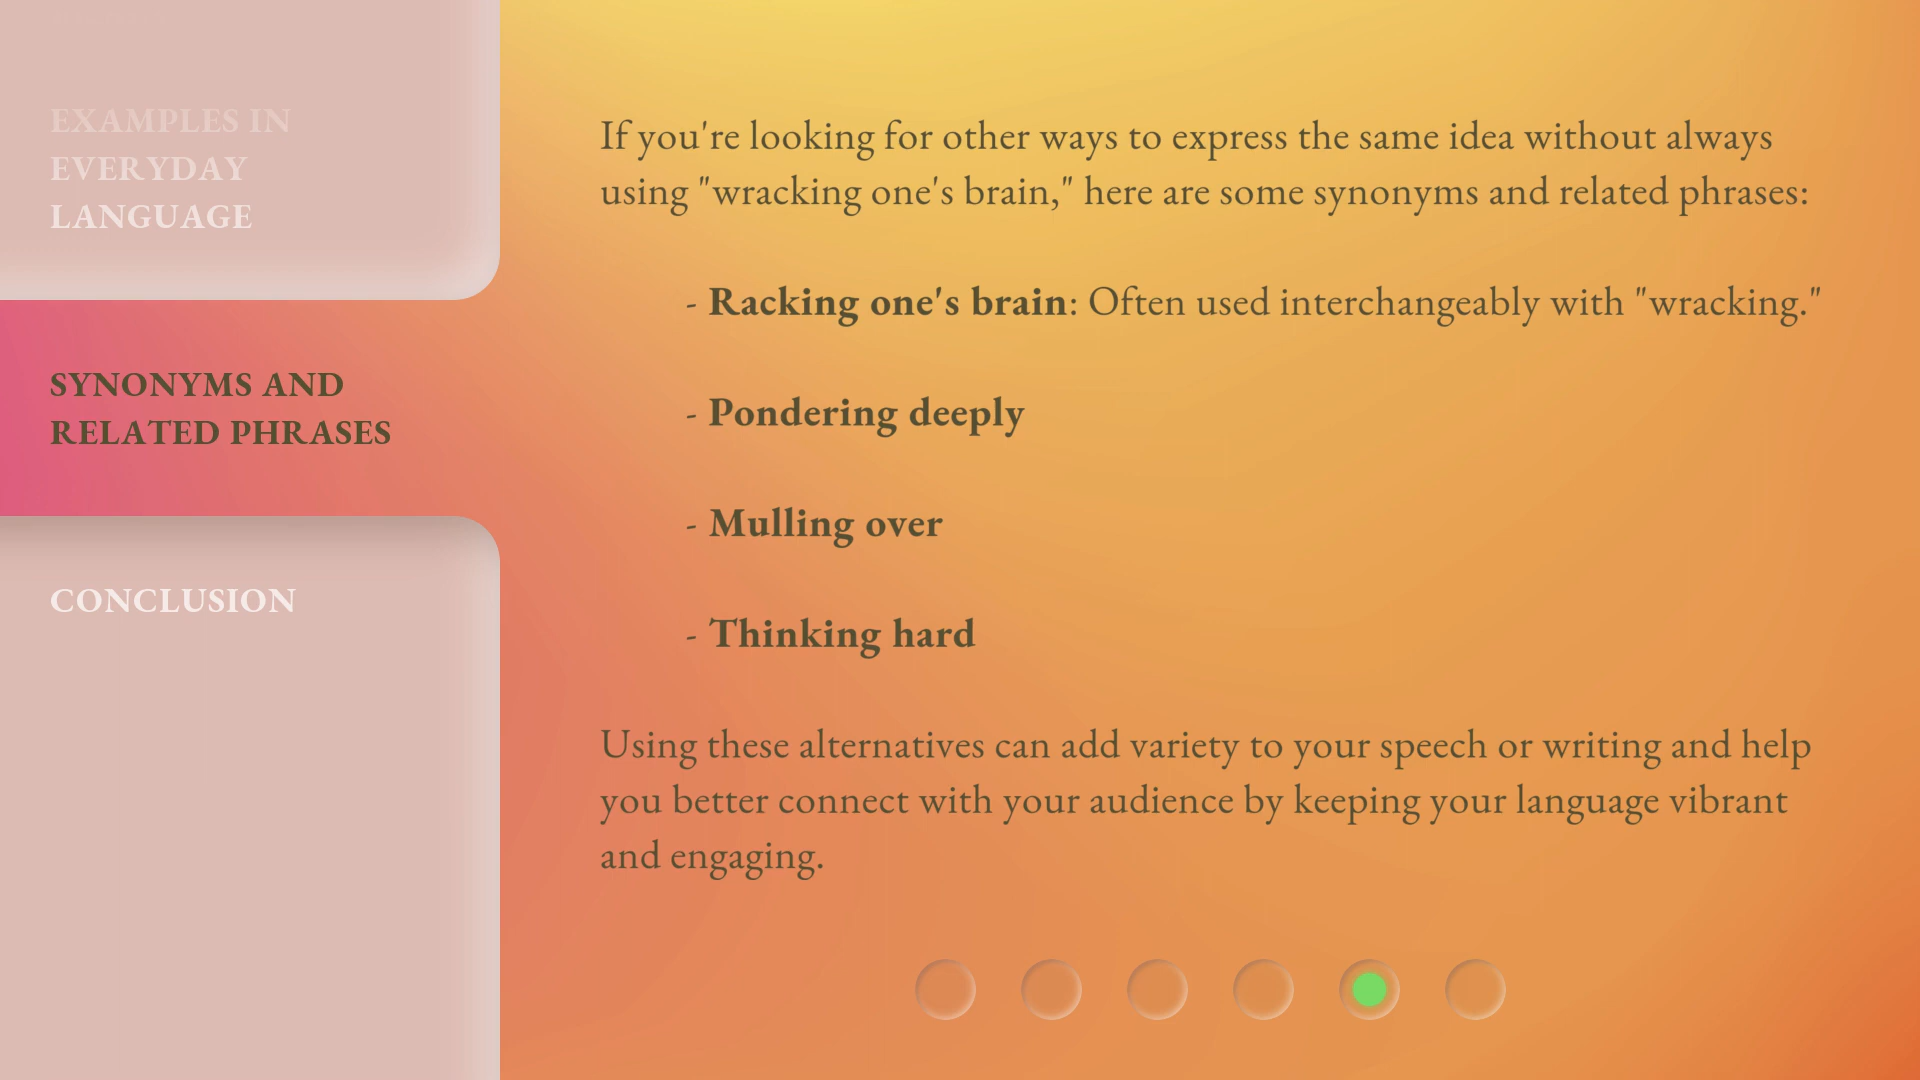 EXAMPLES IN
EVERYDAY
LANGUAGE
SYNONYMS AND
RELATED PHRASES
CONCLUSION
If you're looking for other ways to express the same idea without always
using "wracking one's brain," here are some synonyms and related phrases:
- Racking one's brain: Often used interchangeably with "wracking."
- Pondering deeply
- Mulling over
- Thinking hard
Using these alternatives can add variety to your speech or writing and help
you better connect with your audience by keeping your language vibrant
and engaging.